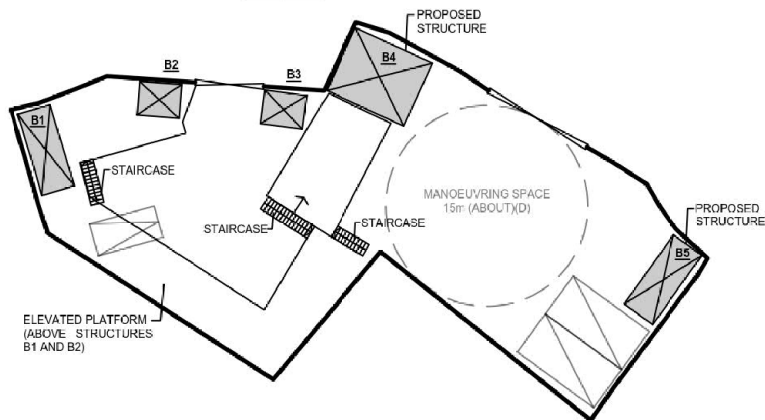 PROPOSED
STRUCTURE
B2
B3
B4
B1
STAIRCASE
MANOEUVRING SPACE
15m (ABOUT)(D)
STAIRCASE
STAIRCASE
PROPOSED
STRUCTURE
B5
ELEVATED PLATFORM
(ABOVE STRUCTURES
B1 AND B2)